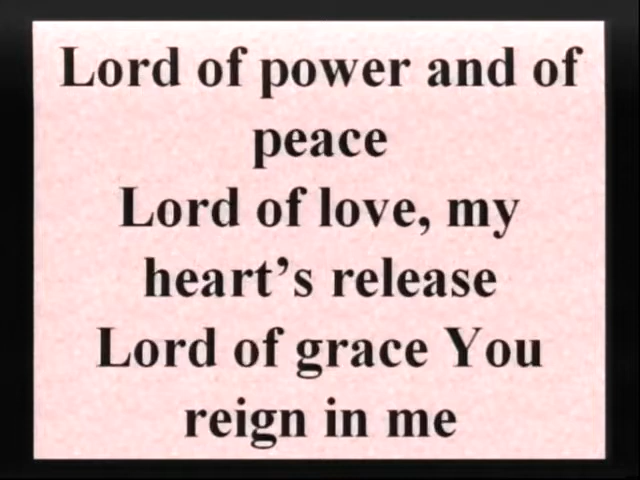 Lord of power and of
peace
Lord of love, my
heart’s release
Lord of grace You
reign in me